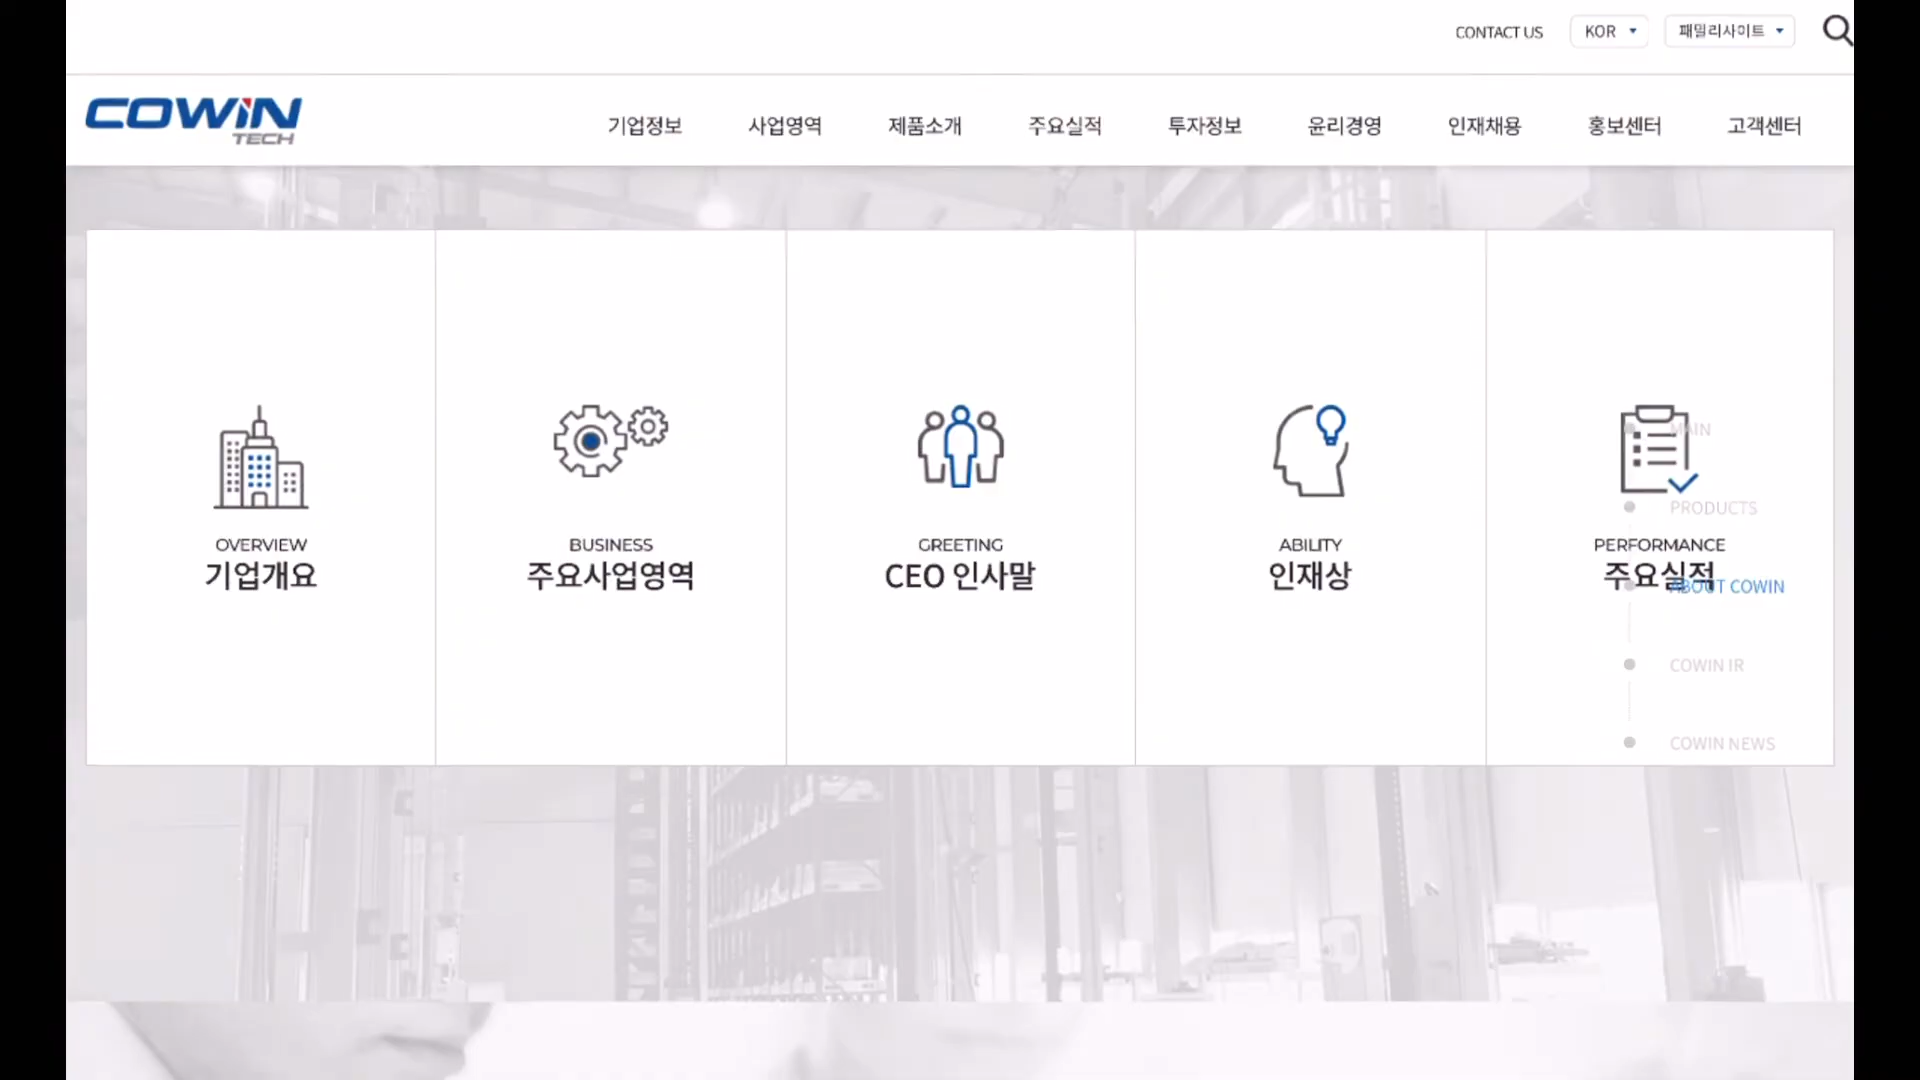 CONTACT US
KOR
패밀리사이트
COWIN
TECH
기업정보
사업영역
제품소개
주요실적
투자정보
윤리경영
인재채용
홍보센터
고객센터
OVERVIEW
기업개요
BUSINESS
주요사업영역
GREETING
CEO 인사말
ABILITY
인재상
PERFORMANCE
주요실적
MAIN
PRODUCTS
ABOUT COWIN
COWIN IR
COWIN NEWS